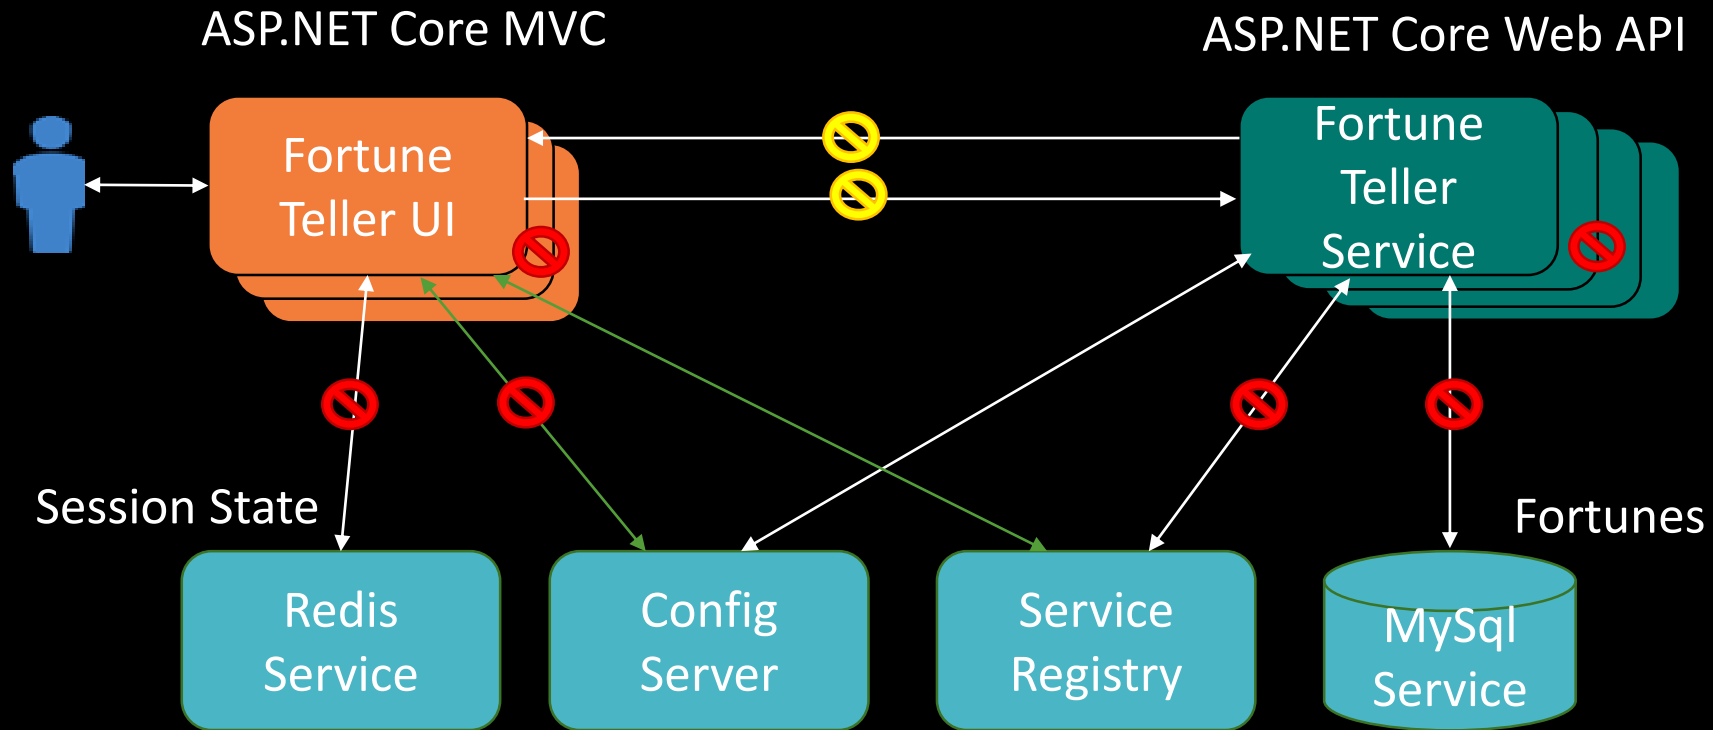 ASP.NET Core MVC
ASP.NET Core Web API
Fortune
Teller UI
Fortune
Teller
Service
Session State
Fortunes
Redis
Service
Config
Server
Service
Registry
MySql
Service